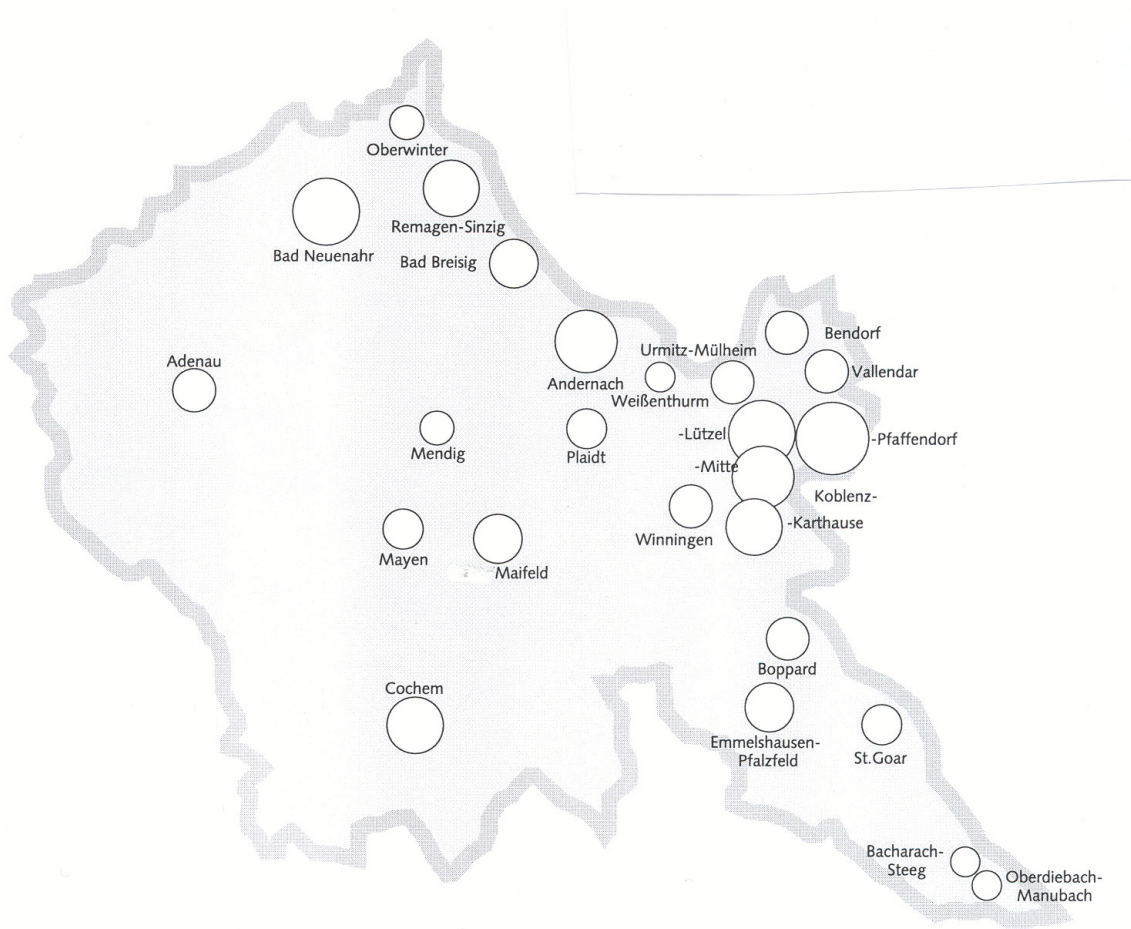 Oberwinter
Remagen-Sinzig
Bad Neuenahr
Bad Breisig
Bendorf
Urmitz-Mülheim
Adenau
Vallendar
Andernach
Weißenthurm
-Lützel
-Pfaffendorf
Mendig
Plaidt
-Mitte
Koblenz-
-Karthause
Winningen
Mayen
Maifeld
Boppard
Cochem
Emmelshausen-
Pfalzfeld
St.Goar
Bacharach-
Steeg
Oberdiebach-
Manubach